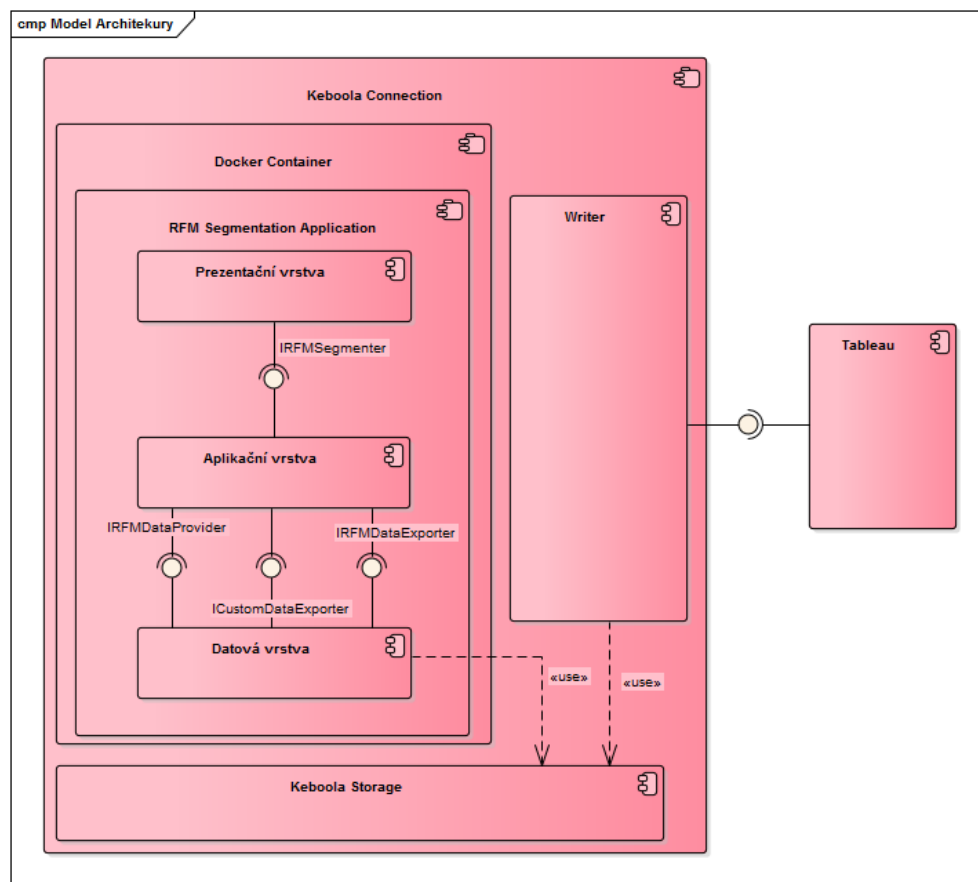 cmp Model Architekury
Keboola Connection
Docker Container
RFM Segmentation Application
Writer
Prezentační vrstva
IRFMSegmenter
Tableau
Aplikační vrstva
IRFMDataProvider
IRFMDataExporter
ICustomDataExporter
Datová vrstva
«use»
«use»
Keboola Storage